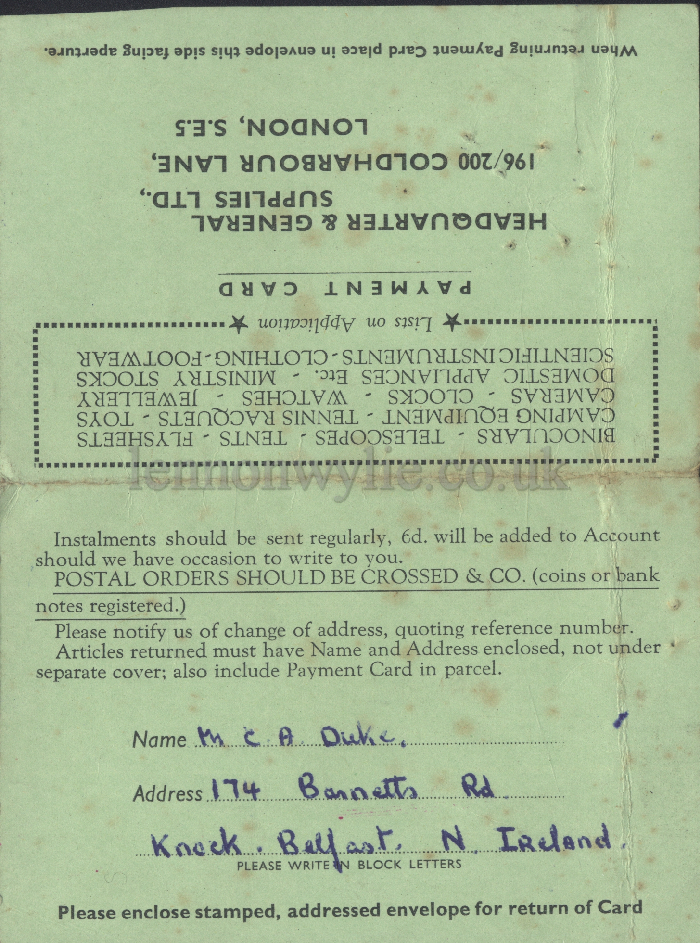 When returning Payment Card place in envelope this side facing aperture.
HEADQUARTER & GENERAL
SUPPLIES LTD.,
196/200 COLDHARBOUR LANE,
LONDON, S.E.5
PAYMENT CARD
★ Lists on Application ★
BINOCULARS - TELESCOPES - TENTS - FLYSHEETS
CAMPING EQUIPMENT - TENNIS RACQUETS - TOYS
CAMERAS - CLOCKS - WATCHES - JEWELLERY
DOMESTIC APPLIANCES Etc. - MINISTRY STOCKS
SCIENTIFIC INSTRUMENTS - CLOTHING - FOOTWEAR
lennonwylie.co.uk
Instalments should be sent regularly, 6d. will be added to Account
should we have occasion to write to you.
POSTAL ORDERS SHOULD BE CROSSED & CO. (coins or bank
notes registered.)
Please notify us of change of address, quoting reference number.
Articles returned must have Name and Address enclosed, not under
separate cover; also include Payment Card in parcel.
Name Mr C A Duke.
Address 174 Barnetts Rd.
Knock. Belfast. N. Ireland.
PLEASE WRITE IN BLOCK LETTERS
Please enclose stamped, addressed envelope for return of Card